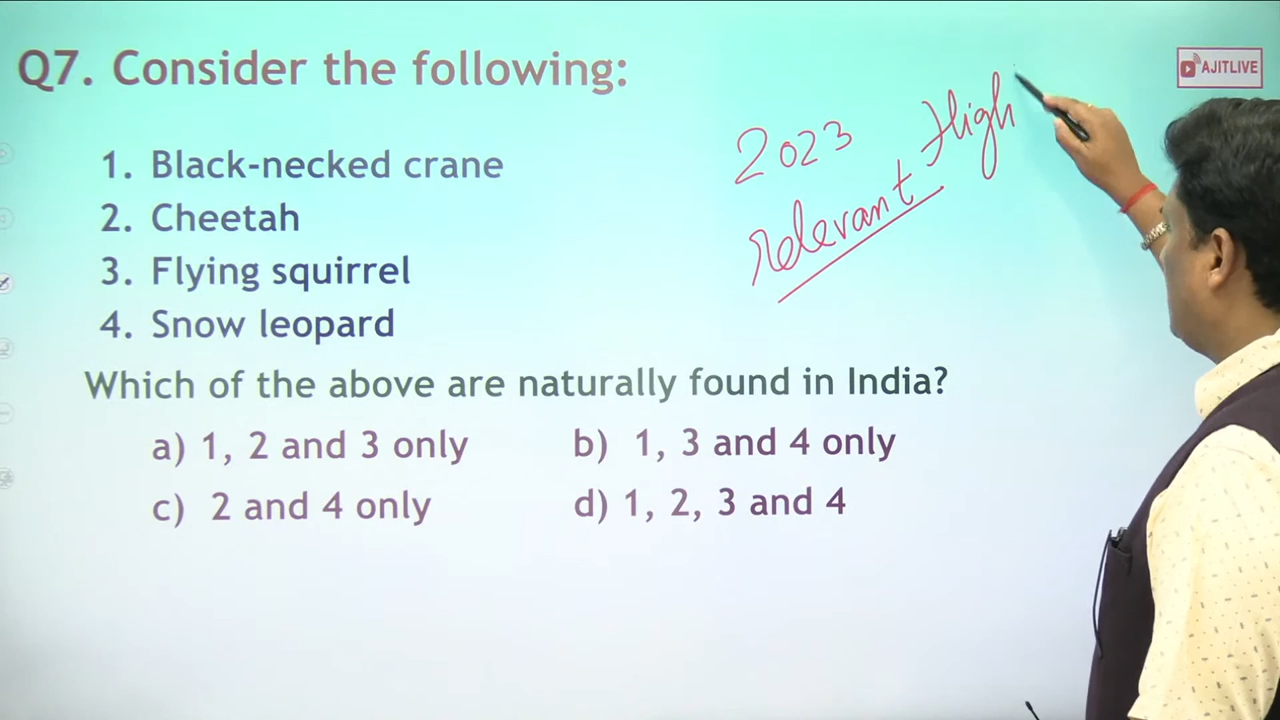 Q7. Consider the following:
AJITLIVE
2023
relevant High
1. Black-necked crane
2. Cheetah
3. Flying squirrel
4. Snow leopard
Which of the above are naturally found in India?
a) 1, 2 and 3 only b) 1, 3 and 4 only
c) 2 and 4 only d) 1, 2, 3 and 4